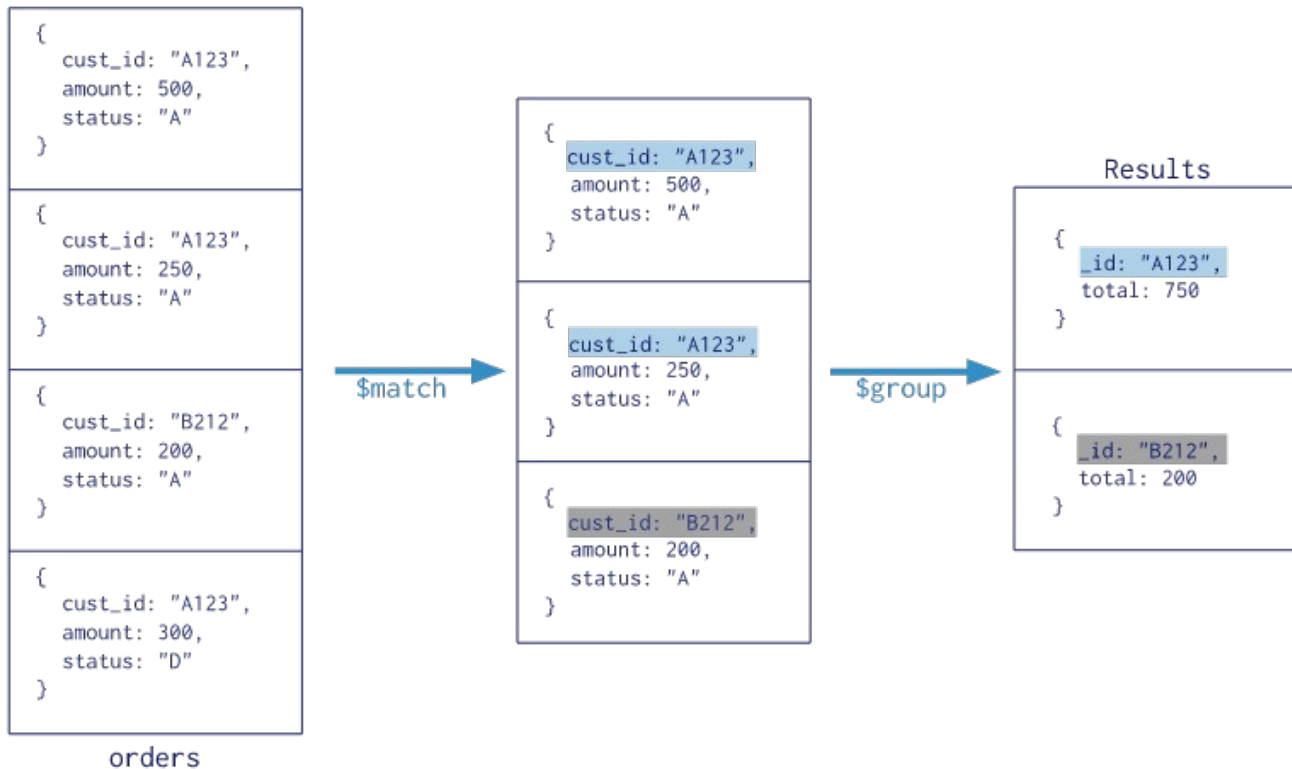 {
cust_id: "A123",
amount: 500,
status: "A"
}
{
cust_id: "A123",
amount: 250,
status: "A"
}
{
cust_id: "B212",
amount: 200,
status: "A"
}
{
cust_id: "A123",
amount: 300,
status: "D"
}
orders
$match
{
cust_id: "A123",
amount: 500,
status: "A"
}
{
cust_id: "A123",
amount: 250,
status: "A"
}
{
cust_id: "B212",
amount: 200,
status: "A"
}
$group
Results
{
_id: "A123",
total: 750
}
{
_id: "B212",
total: 200
}